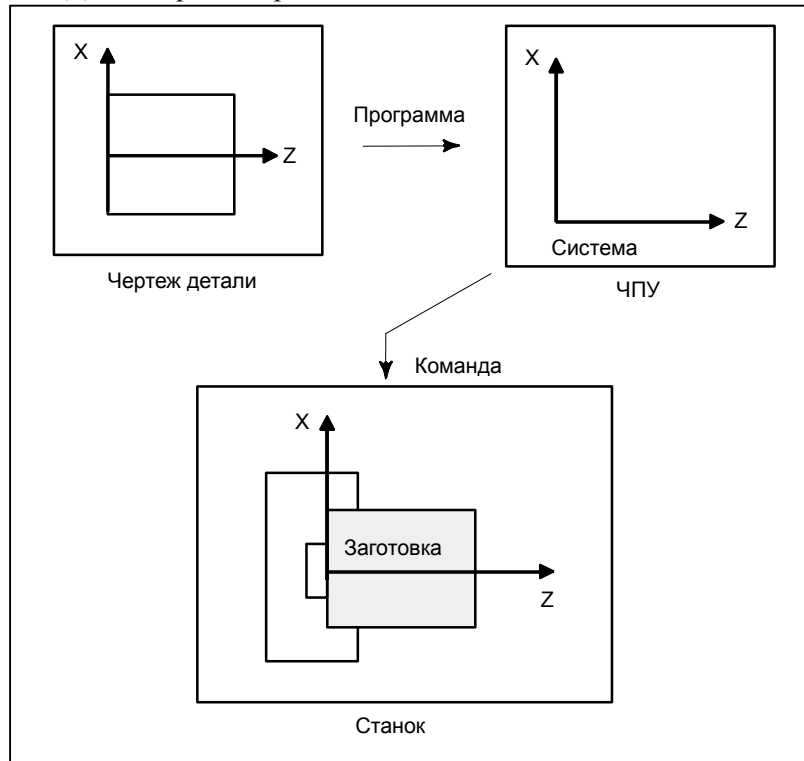 X
Z
Чертеж детали
Программа
X
Z
Система
ЧПУ
Команда
X
Заготовка
Z
Станок